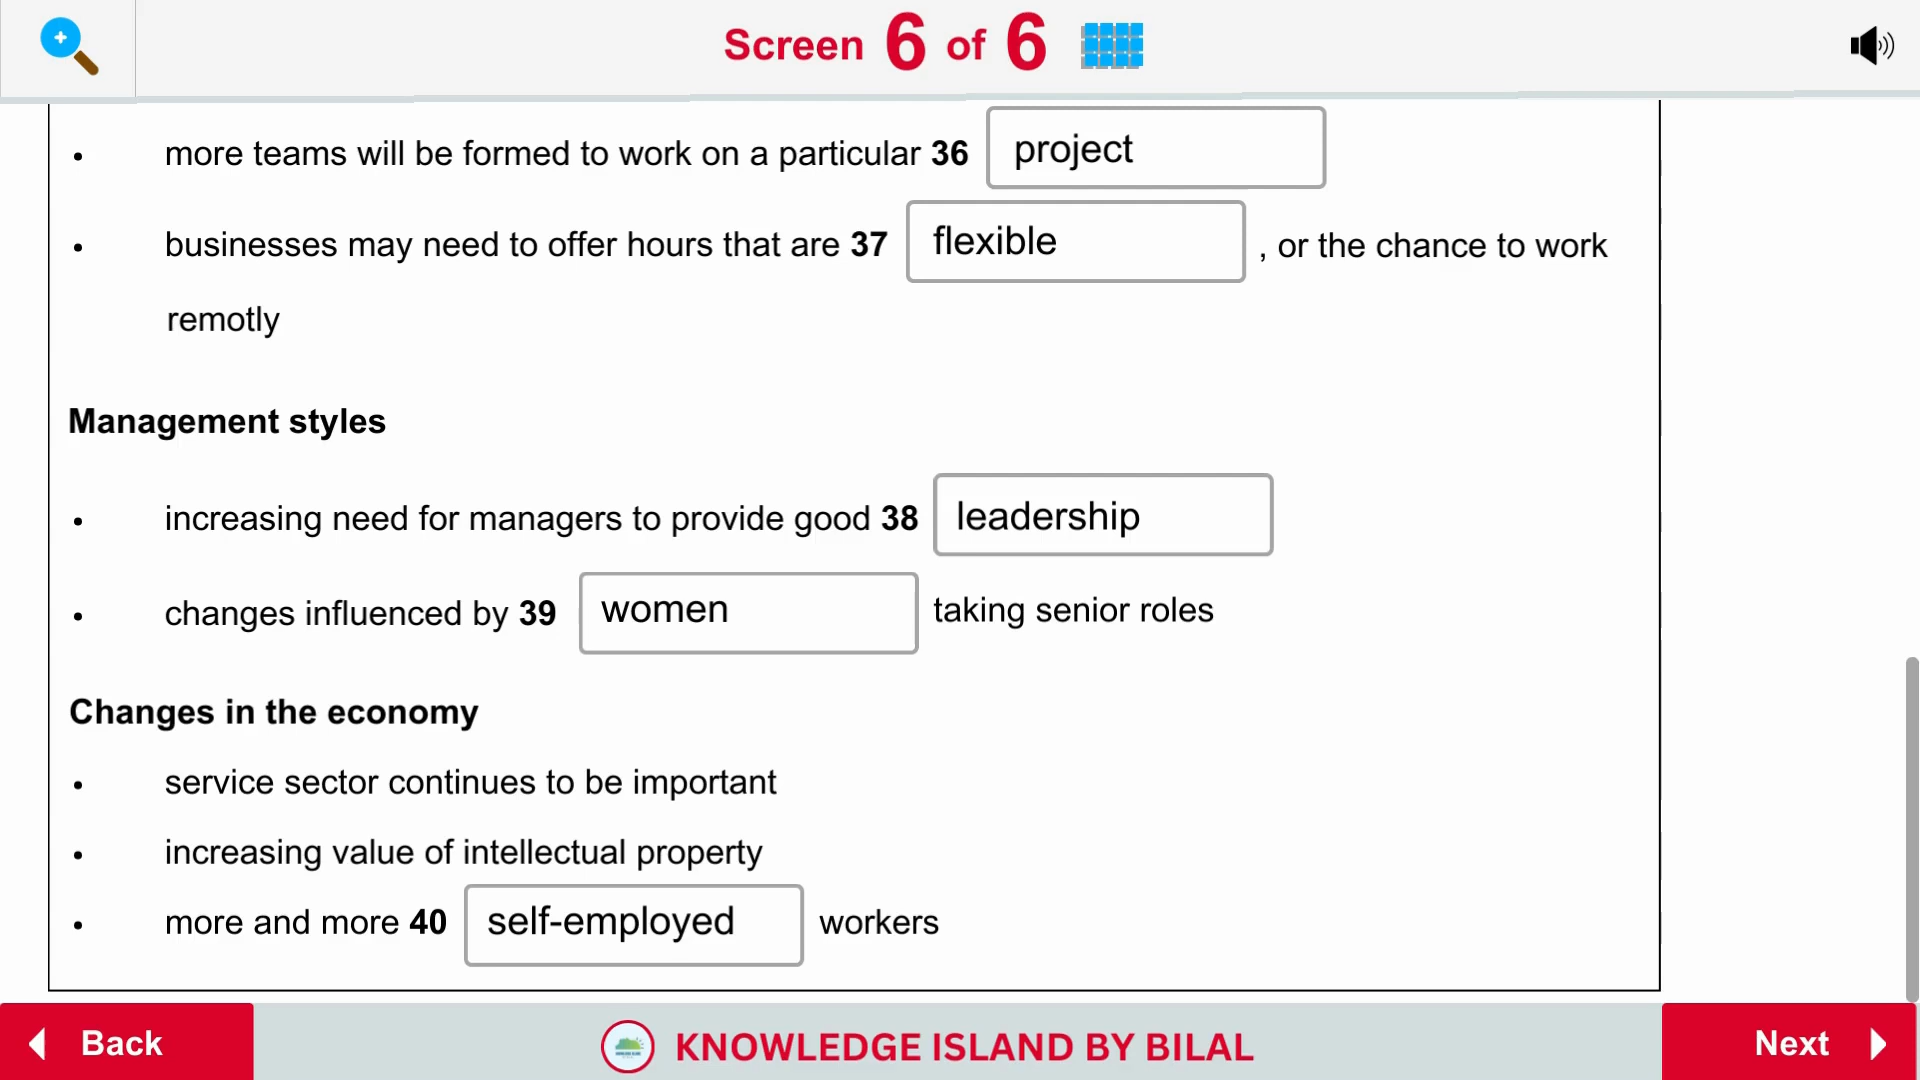 Screen 6 of 6
• more teams will be formed to work on a particular 36 project
• businesses may need to offer hours that are 37 flexible , or the chance to work
remotly
Management styles
• increasing need for managers to provide good 38 leadership
• changes influenced by 39 women taking senior roles
Changes in the economy
• service sector continues to be important
• increasing value of intellectual property
• more and more 40 self-employed workers
Back
KNOWLEDGE ISLAND BY BILAL
Next